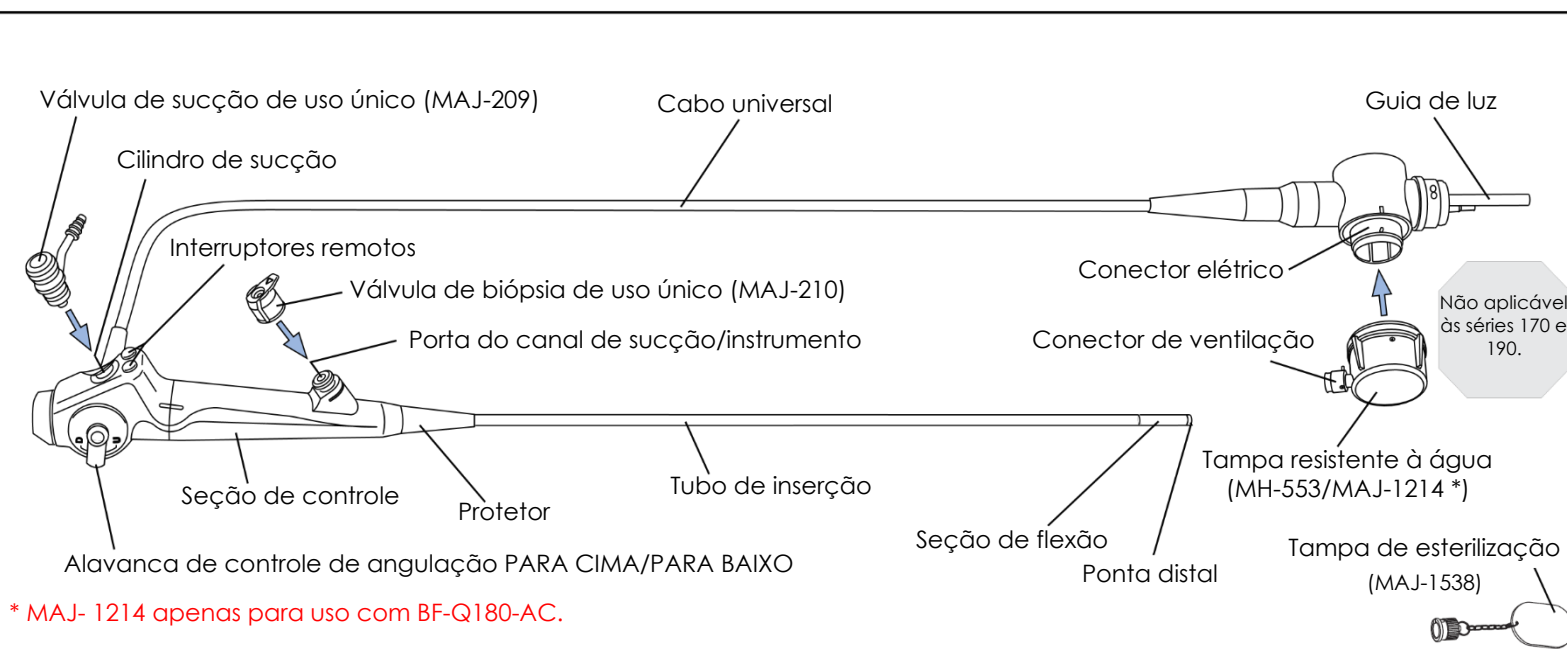 Válvula de sucção de uso único (MAJ-209)
Cabo universal
Guia de luz
Cilindro de sucção
Interruptores remotos
Válvula de biópsia de uso único (MAJ-210)
Conector elétrico
Não aplicável
às séries 170 e
190.
Porta do canal de sucção/instrumento
Conector de ventilação
D U
Seção de controle
Protetor
Tubo de inserção
Tampa resistente à água
(MH-553/MAJ-1214 *)
Seção de flexão
Ponta distal
Alavanca de controle de angulação PARA CIMA/PARA BAIXO
Tampa de esterilização
(MAJ-1538)
* MAJ- 1214 apenas para uso com BF-Q180-AC.